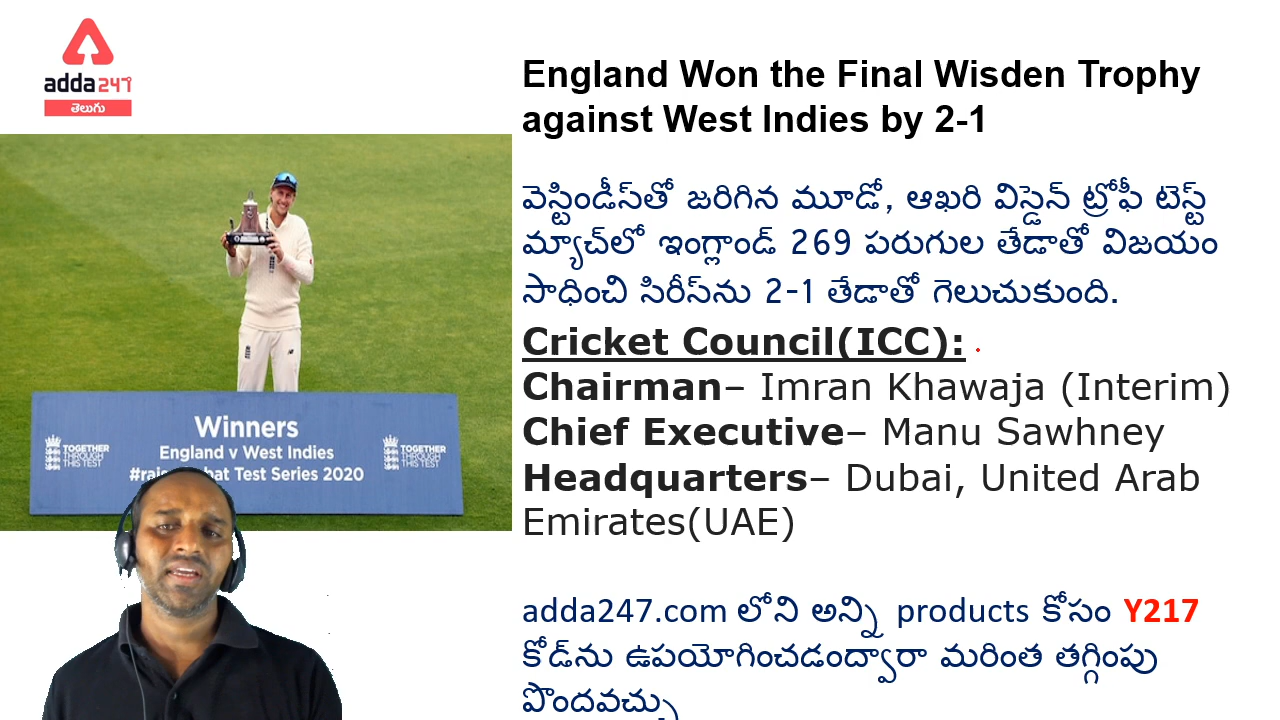 adda247
తెలుగు
England Won the Final Wisden Trophy
against West Indies by 2-1
వెస్టిండీస్‌తో జరిగిన మూడో, ఆఖరి విస్డెన్ ట్రోఫీ టెస్ట్
మ్యాచ్‌లో ఇంగ్లాండ్ 269 పరుగుల తేడాతో విజయం
సాధించి సిరీస్‌ను 2-1 తేడాతో గెలుచుకుంది.
Cricket Council(ICC):
Chairman– Imran Khawaja (Interim)
Chief Executive– Manu Sawhney
Headquarters– Dubai, United Arab
Emirates(UAE)
adda247.com లోని అన్ని products కోసం Y217
కోడ్‌ను ఉపయోగించడంద్వారా మరింత తగ్గింపు
పొందవచ్చు
Winners
England v West Indies
Test Series 2020
TOGETHER
THROUGH
THIS TEST
TOGETHER
THROUGH
THIS TEST